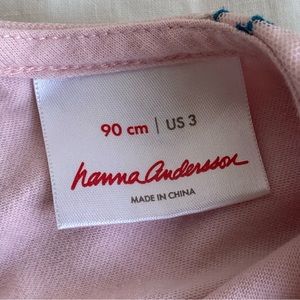 90 cm | US 3
hanna andersson
MADE IN CHINA